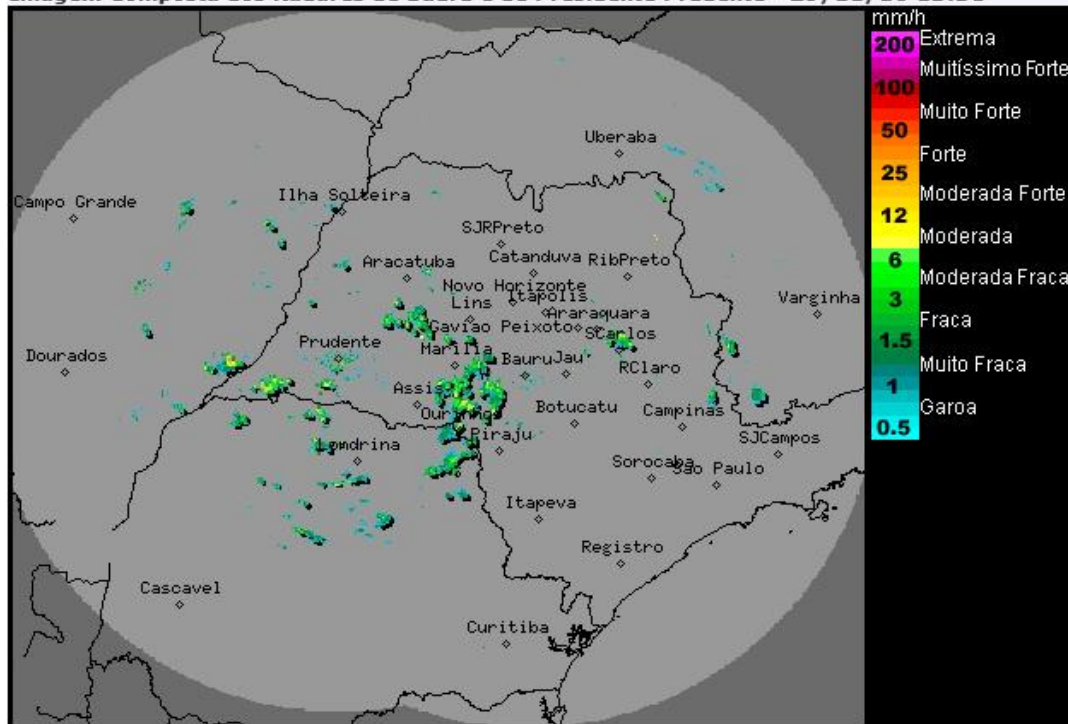 mm/h
200 Extrema
Muitíssimo Forte
100
Muito Forte
50
Forte
25
Moderada Forte
12
Moderada
6
Moderada Fraca
3
Fraca
1.5
Muito Fraca
1
Garoa
0.5
Uberaba
Campo Grande
Ilha Solteira
SJRPreto
Aracatuba
Catanduva
RibPreto
Novo Horizonte
Itapolis
Lins
Araraquara
Varginha
Gaviao Peixoto
SCarlos
Prudente
Marilia
Dourados
Bauru
Jau
RClaro
Assis
Botucatu
Campinas
Piraju
SJCampos
Londrina
Sorocaba
Sao Paulo
Itapeva
Registro
Cascavel
Curitiba